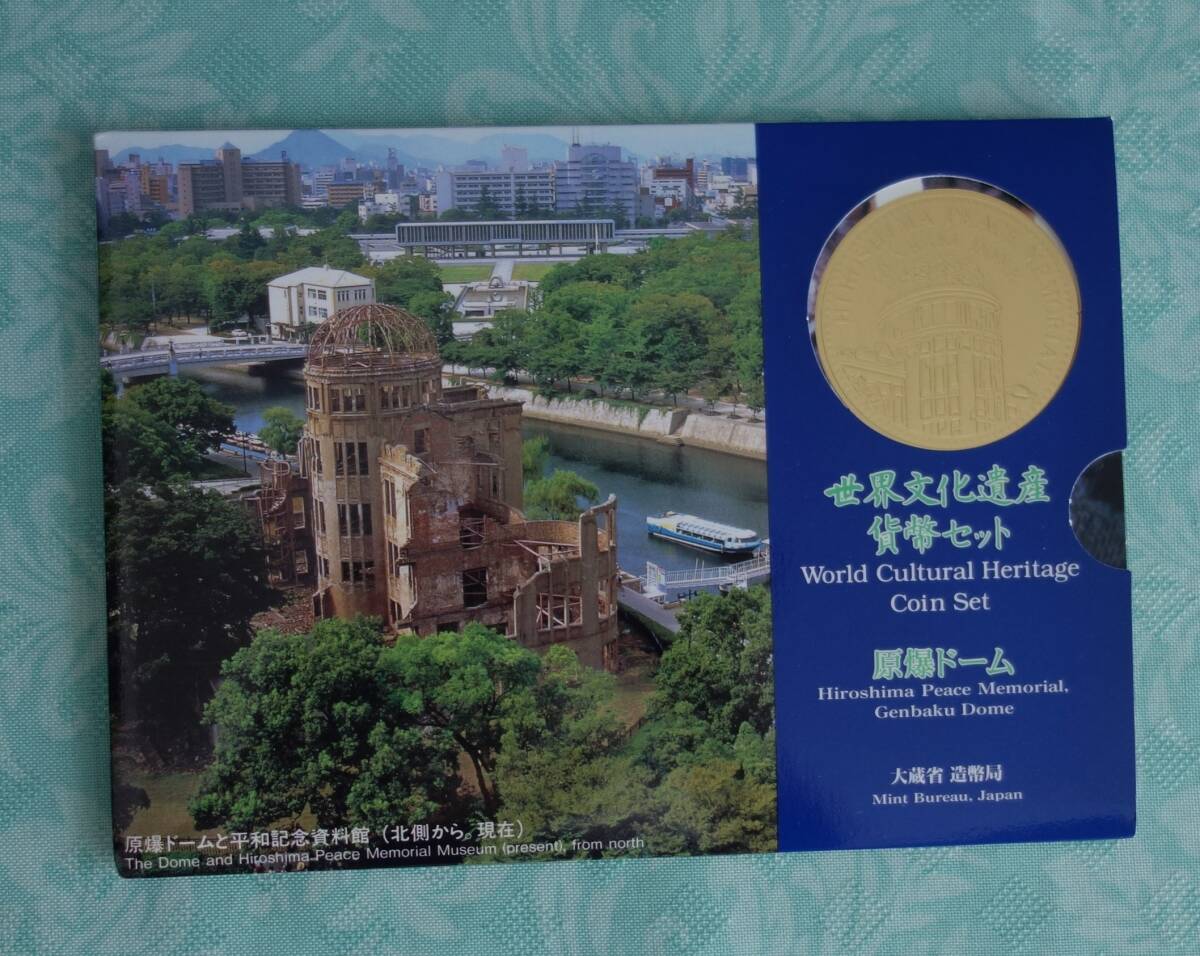 世界文化遺産
貨幣セット
World Cultural Heritage
Coin Set
原爆ドーム
Hiroshima Peace Memorial,
Genbaku Dome
大蔵省 造幣局
Mint Bureau, Japan
原爆ドームと平和記念資料館（北側から。現在）
The Dome and Hiroshima Peace Memorial Museum (present), from north